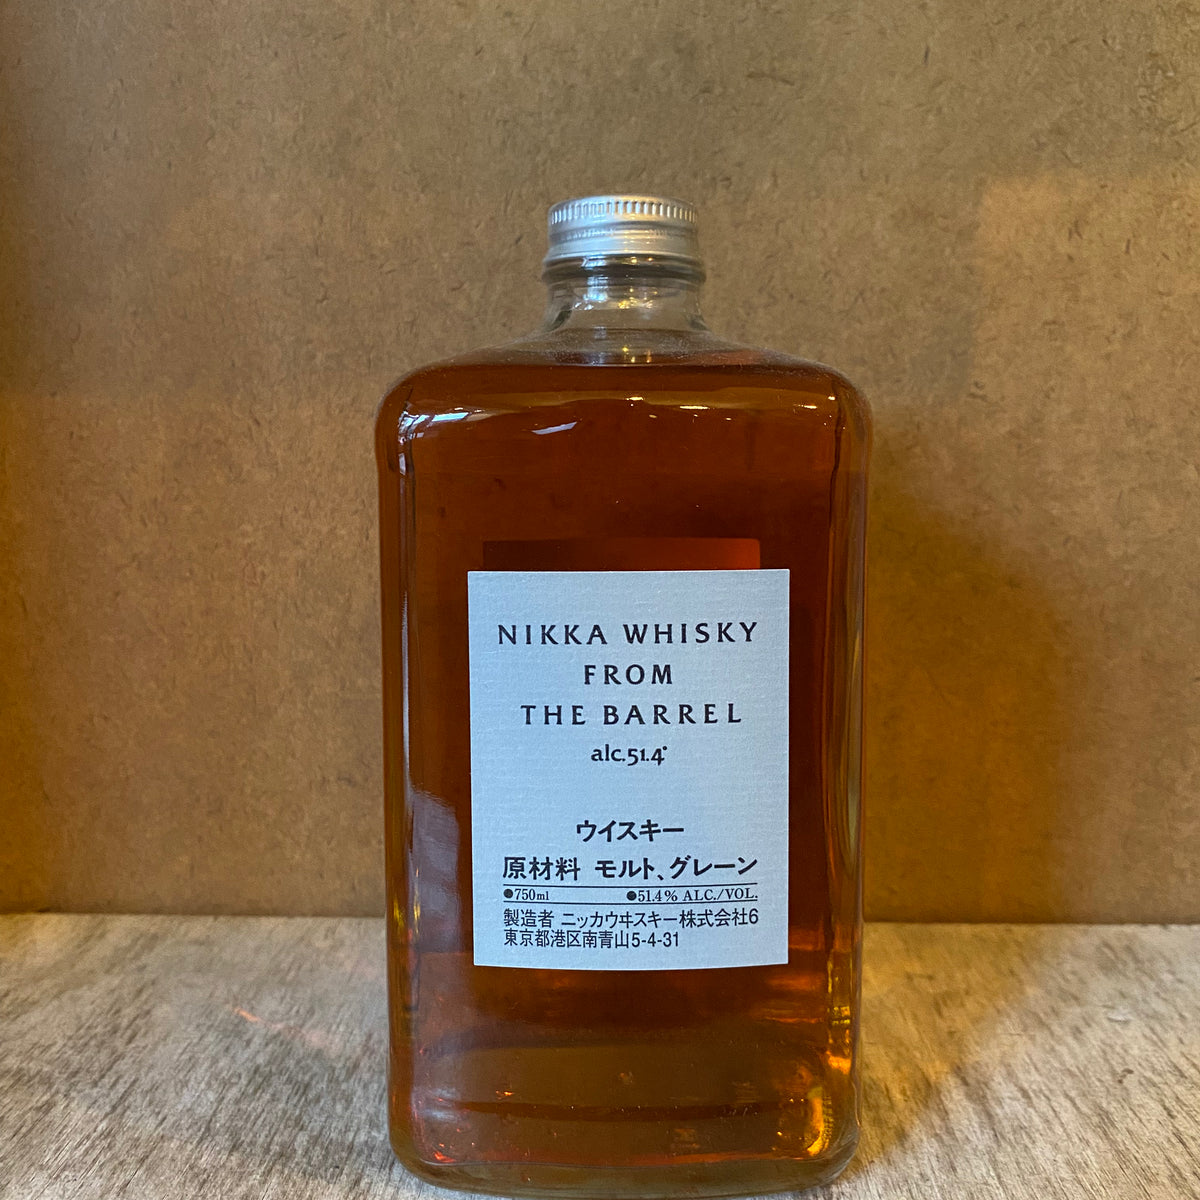 NIKKA WHISKY
FROM
THE BARREL
alc.51.4°
ウイスキー
原材料 モルト、グレーン
●750ml ●51.4% ALC./VOL.
製造者 ニッカウヰスキー株式会社6
東京都港区南青山5-4-31